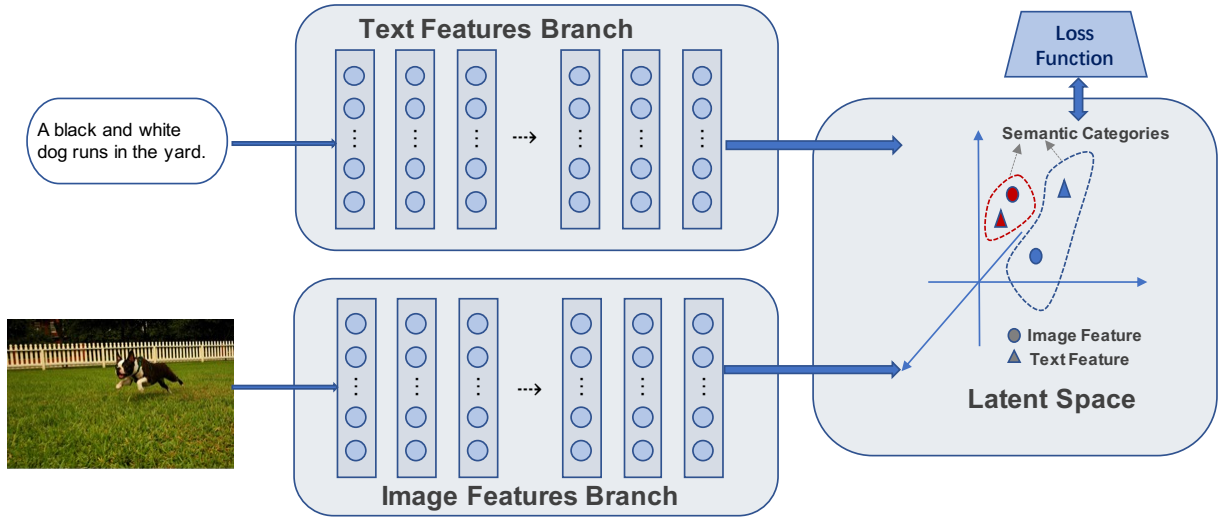 Text Features Branch
A black and white
dog runs in the yard.
Image Features Branch
Loss
Function
Semantic Categories
Image Feature
Text Feature
Latent Space